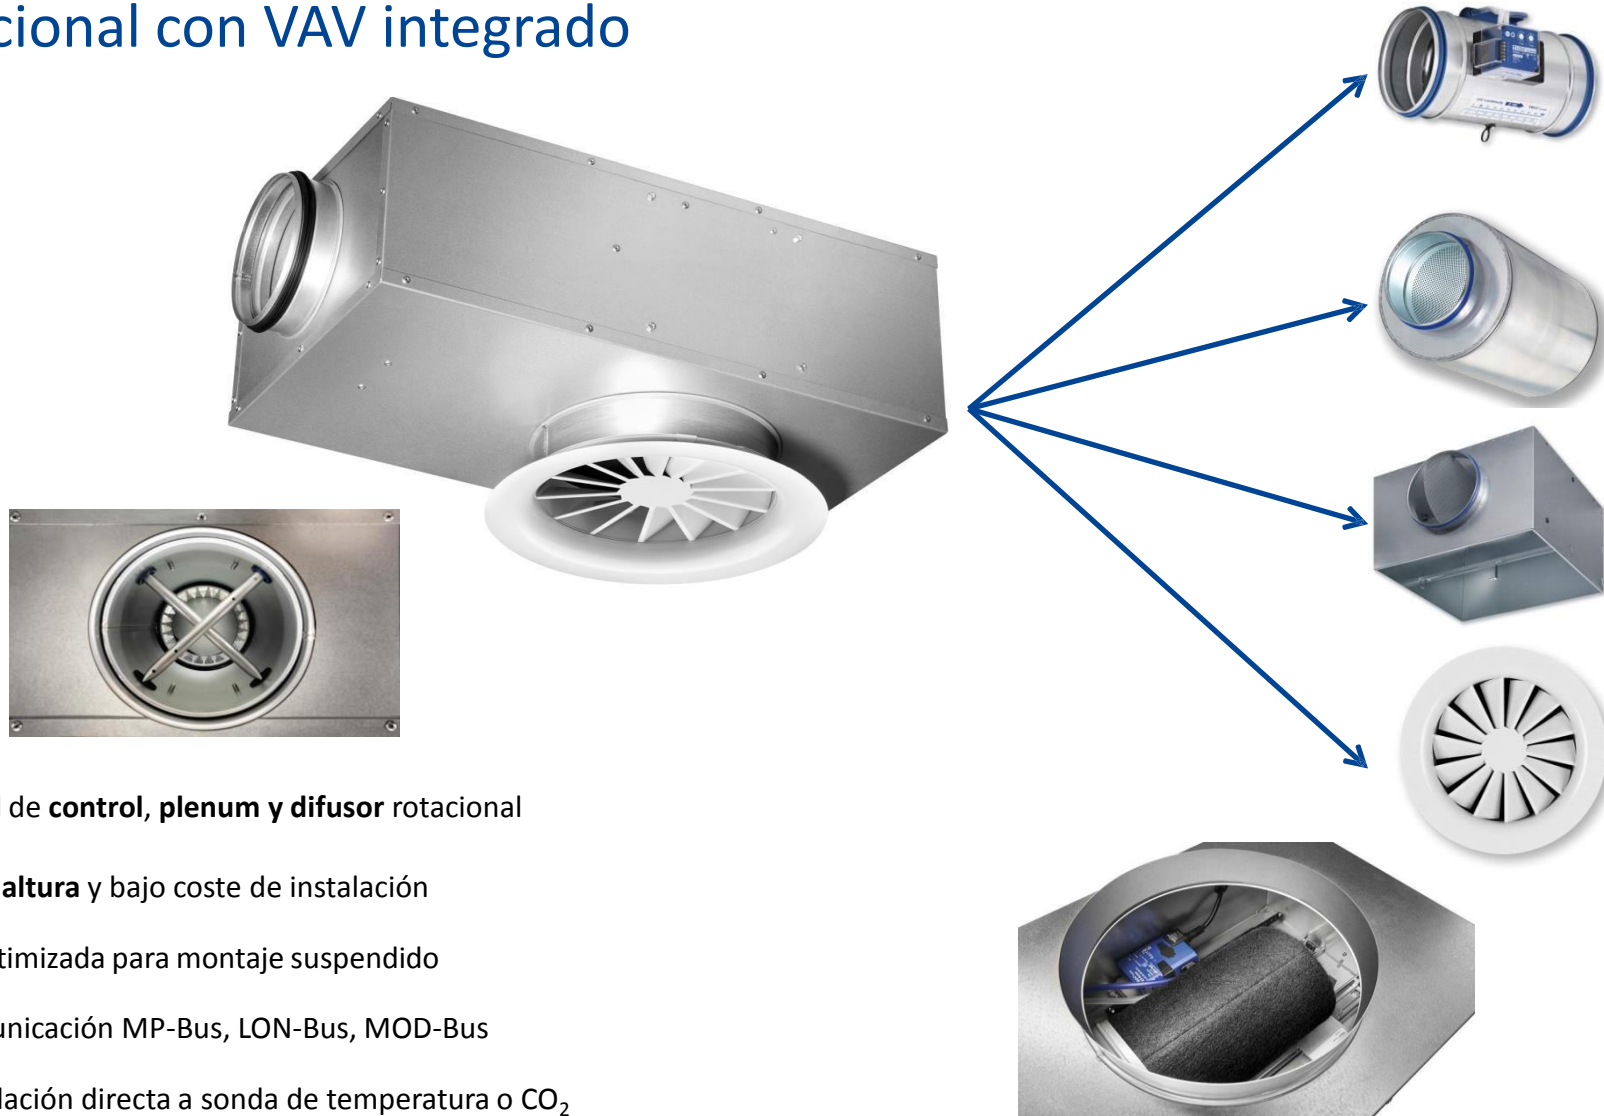 cional con VAV integrado
de control, plenum y difusor rotacional
altura y bajo coste de instalación
timizada para montaje suspendido
unicación MP-Bus, LON-Bus, MOD-Bus
lación directa a sonda de temperatura o CO₂